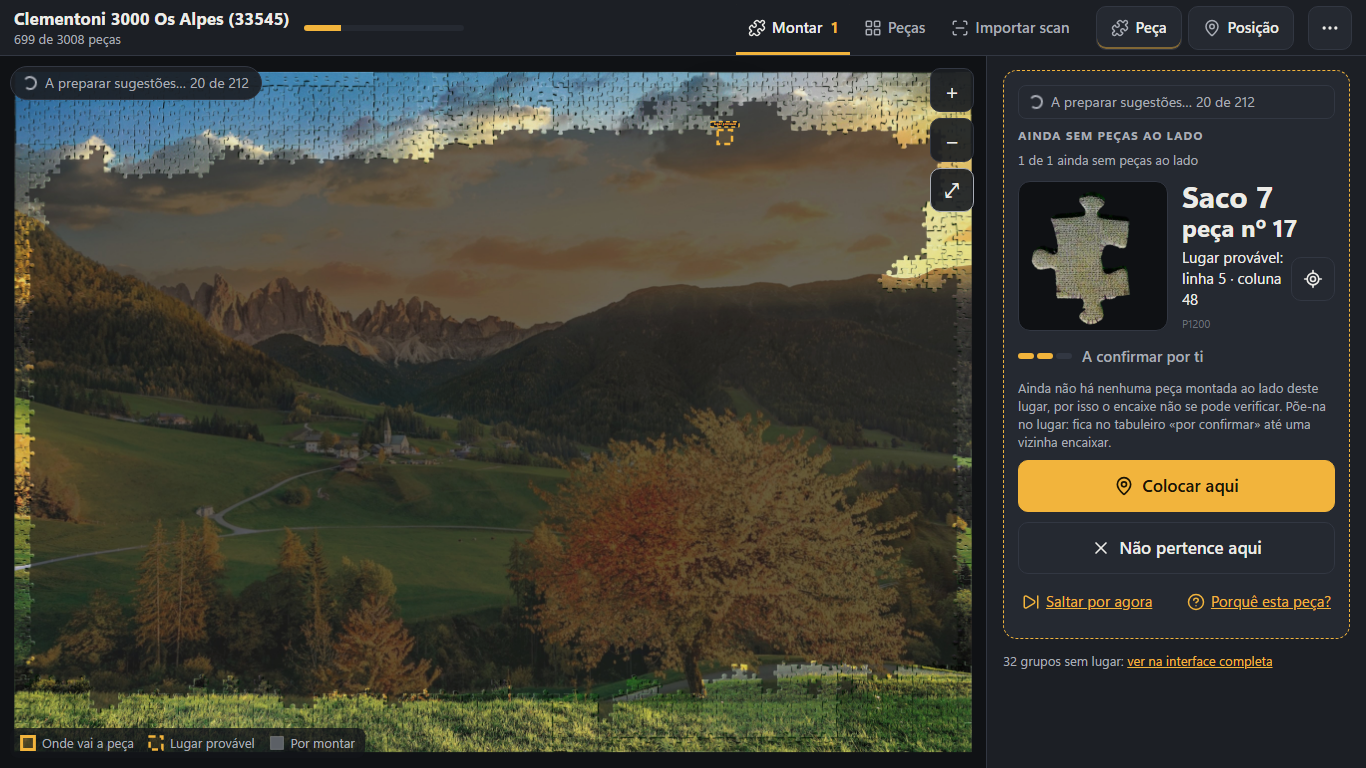 Clementoni 3000 Os Alpes (33545)
699 de 3008 peças
Montar 1
Peças
Importar scan
Peça
Posição
A preparar sugestões... 20 de 212
A preparar sugestões... 20 de 212
AINDA SEM PEÇAS AO LADO
1 de 1 ainda sem peças ao lado
Saco 7
peça nº 17
Lugar provável:
linha 5 · coluna
48
P1200
A confirmar por ti
Ainda não há nenhuma peça montada ao lado deste
lugar, por isso o encaixe não se pode verificar. Põe-na
no lugar: fica no tabuleiro «por confirmar» até uma
vizinha encaixar.
Colocar aqui
Não pertence aqui
Saltar por agora
Porquê esta peça?
32 grupos sem lugar: ver na interface completa
Onde vai a peça
Lugar provável
Por montar